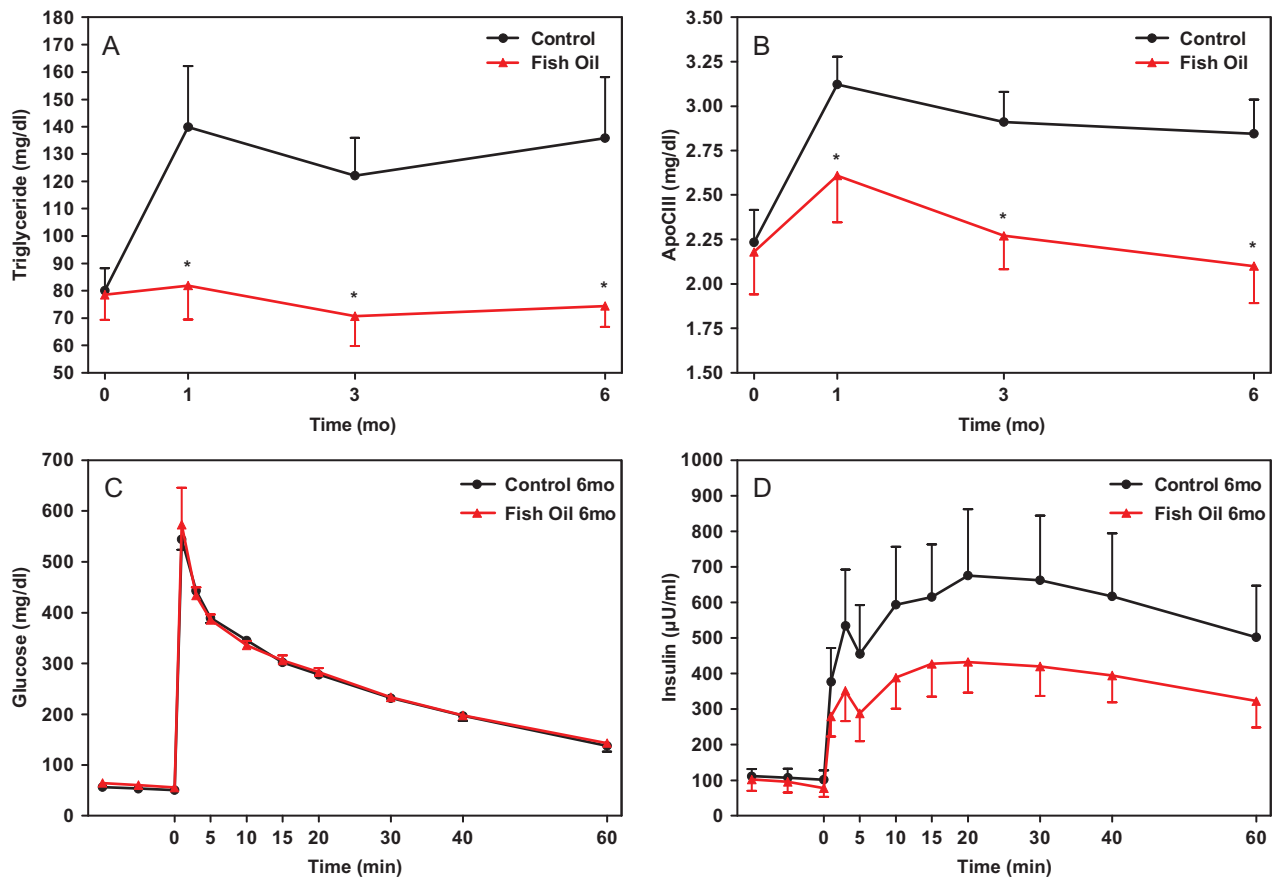 A
Control
Fish Oil
Triglyceride (mg/dl)
180
170
160
150
140
130
120
110
100
90
80
70
60
50
*
*
*
0 1 3 6
Time (mo)
B
Control
Fish Oil
ApoCIII (mg/dl)
3.50
3.25
3.00
2.75
2.50
2.25
2.00
1.75
1.50
*
*
*
0 1 3 6
Time (mo)
C
Control 6mo
Fish Oil 6mo
Glucose (mg/dl)
700
600
500
400
300
200
100
0
0 5 10 15 20 30 40 60
Time (min)
D
Control 6mo
Fish Oil 6mo
Insulin (µU/ml)
1000
900
800
700
600
500
400
300
200
100
0
0 5 10 15 20 30 40 60
Time (min)